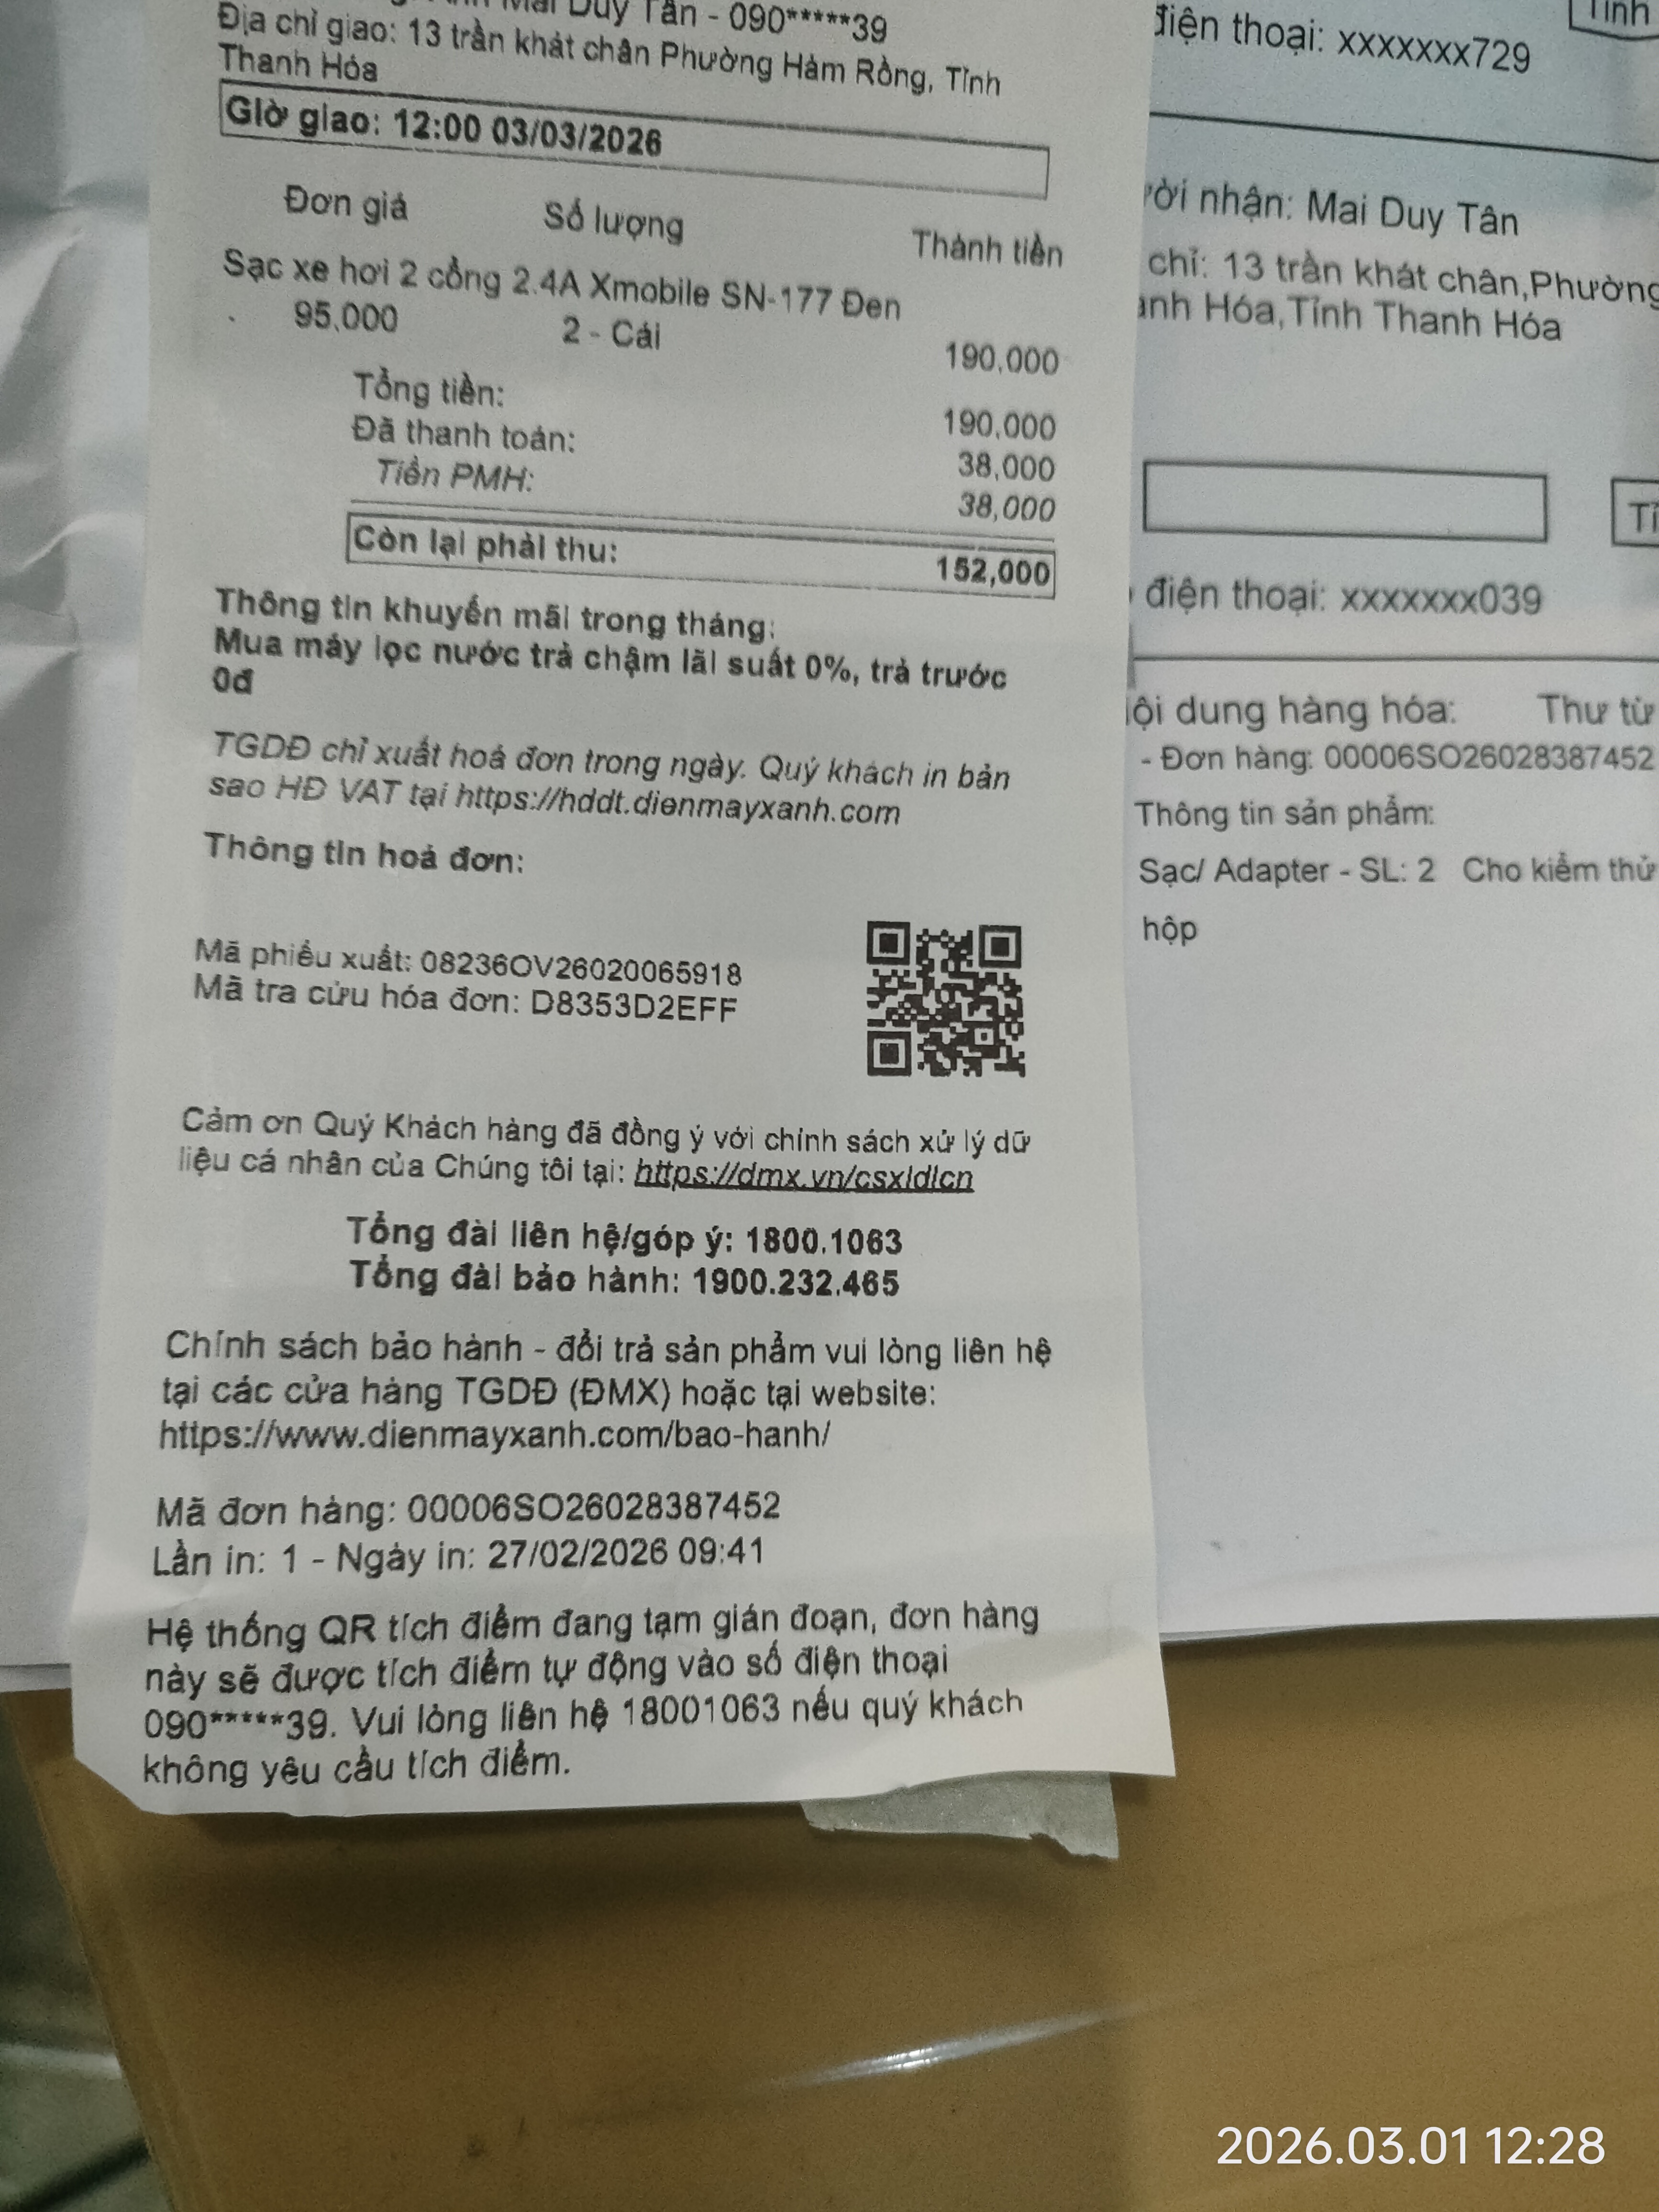 Mai Duy Tân - 090*****39
Địa chỉ giao: 13 trần khát chân Phường Hàm Rồng, Tỉnh
Thanh Hóa
Giờ giao: 12:00 03/03/2026
Đơn giá Số lượng Thành tiền
Sạc xe hơi 2 cổng 2.4A Xmobile SN-177 Đen
95,000 2 - Cái 190,000
Tổng tiền: 190,000
Đã thanh toán: 38,000
Tiền PMH: 38,000
Còn lại phải thu: 152,000
Thông tin khuyến mãi trong tháng:
Mua máy lọc nước trả chậm lãi suất 0%, trả trước
0đ
TGDĐ chỉ xuất hoá đơn trong ngày. Quý khách in bản
sao HĐ VAT tại https://hddt.dienmayxanh.com
Thông tin hoá đơn:
Mã phiếu xuất: 08236OV26020065918
Mã tra cứu hóa đơn: D8353D2EFF
Cảm ơn Quý Khách hàng đã đồng ý với chính sách xử lý dữ
liệu cá nhân của Chúng tôi tại: https://dmx.vn/csxldlcn
Tổng đài liên hệ/góp ý: 1800.1063
Tổng đài bảo hành: 1900.232.465
Chính sách bảo hành - đổi trả sản phẩm vui lòng liên hệ
tại các cửa hàng TGDĐ (ĐMX) hoặc tại website:
https://www.dienmayxanh.com/bao-hanh/
Mã đơn hàng: 00006SO26028387452
Lần in: 1 - Ngày in: 27/02/2026 09:41
Hệ thống QR tích điểm đang tạm gián đoạn, đơn hàng
này sẽ được tích điểm tự động vào số điện thoại
090*****39. Vui lòng liên hệ 18001063 nếu quý khách
không yêu cầu tích điểm.
Tỉnh
điện thoại: xxxxxxx729
ười nhận: Mai Duy Tân
chỉ: 13 trần khát chân,Phường
anh Hóa,Tỉnh Thanh Hóa
Tỉ
điện thoại: xxxxxxx039
ội dung hàng hóa: Thư từ
- Đơn hàng: 00006SO26028387452
Thông tin sản phẩm:
Sạc/ Adapter - SL: 2 Cho kiểm thử
hộp
2026.03.01 12:28